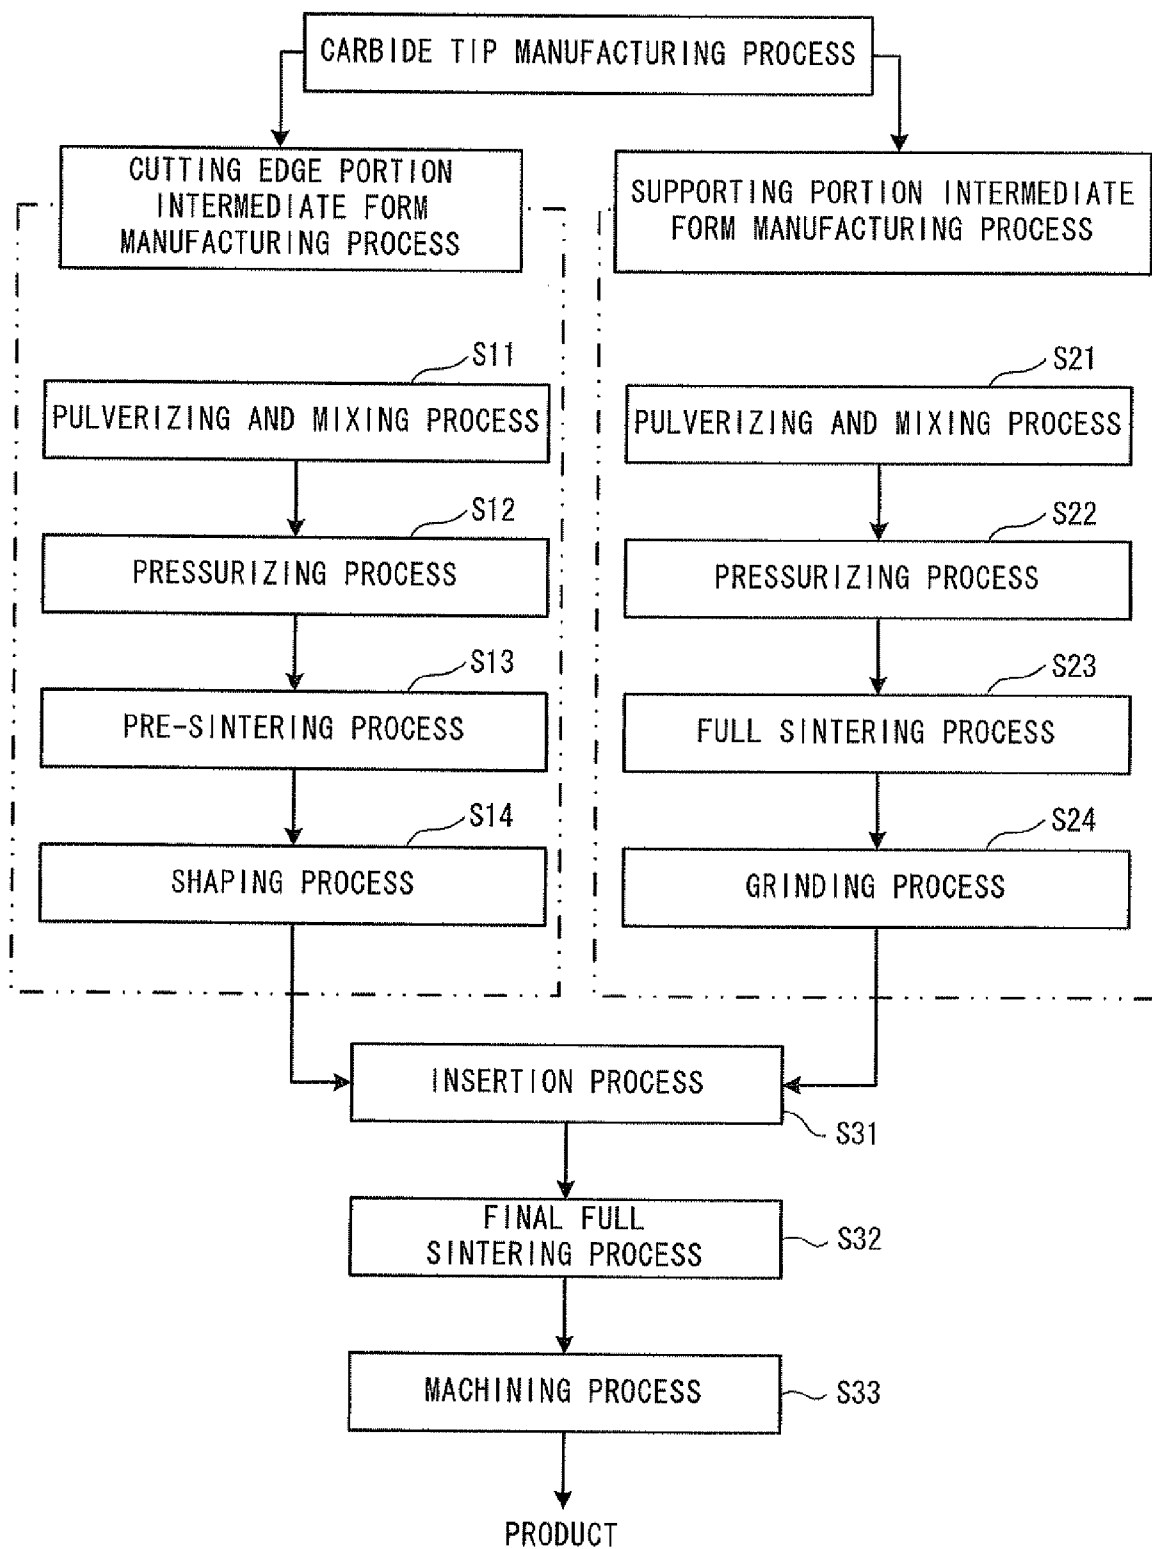 CARBIDE TIP MANUFACTURING PROCESS
CUTTING EDGE PORTION
INTERMEDIATE FORM
MANUFACTURING PROCESS
S11
PULVERIZING AND MIXING PROCESS
S12
PRESSURIZING PROCESS
S13
PRE-SINTERING PROCESS
S14
SHAPING PROCESS
SUPPORTING PORTION INTERMEDIATE
FORM MANUFACTURING PROCESS
S21
PULVERIZING AND MIXING PROCESS
S22
PRESSURIZING PROCESS
S23
FULL SINTERING PROCESS
S24
GRINDING PROCESS
INSERTION PROCESS
S31
FINAL FULL
SINTERING PROCESS
S32
MACHINING PROCESS
S33
PRODUCT